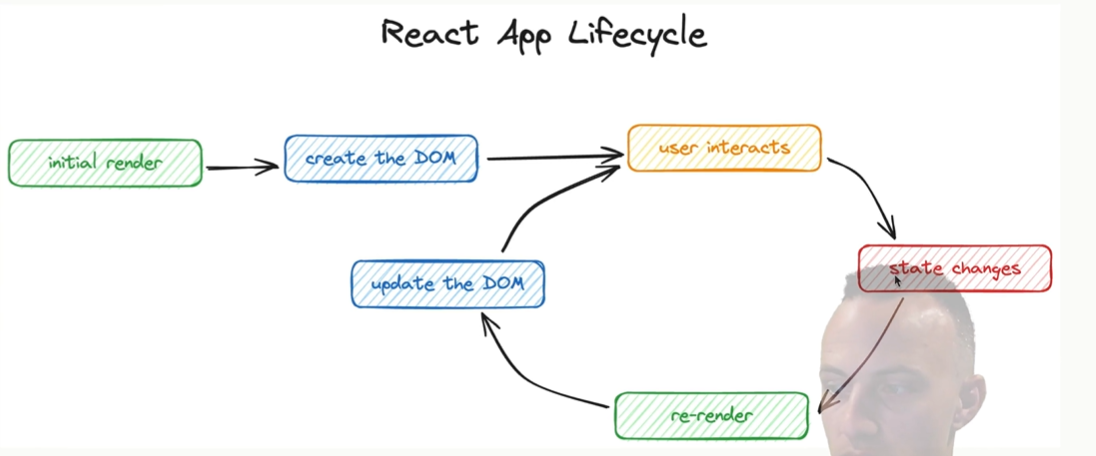 React App Lifecycle
initial render
create the DOM
user interacts
state changes
update the DOM
re-render